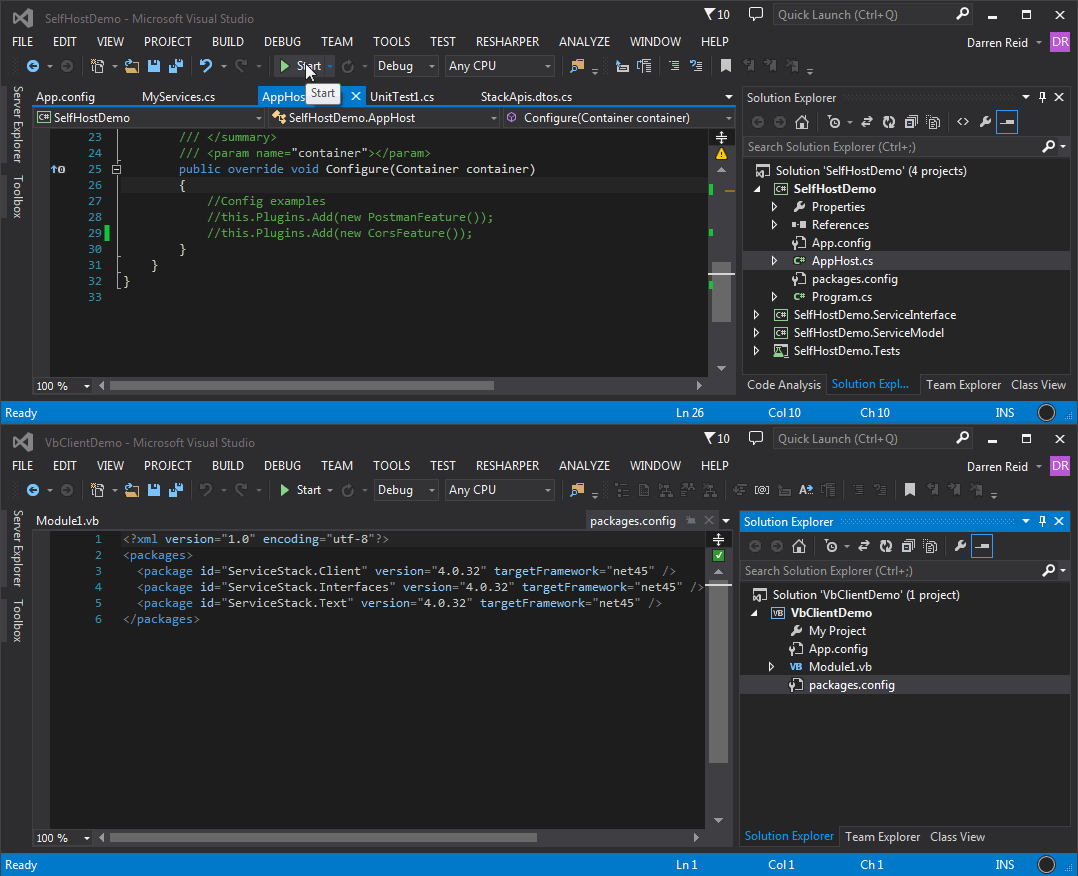 SelfHostDemo - Microsoft Visual Studio
10
Quick Launch (Ctrl+Q)
FILE EDIT VIEW PROJECT BUILD DEBUG TEAM TOOLS TEST RESHARPER ANALYZE WINDOW HELP
Darren Reid DR
Start Debug Any CPU
Start
Server Explorer
Toolbox
App.config MyServices.cs AppHos UnitTest1.cs StackApis.dtos.cs
SelfHostDemo SelfHostDemo.AppHost Configure(Container container)
23 /// </summary>
24 /// <param name="container"></param>
25 public override void Configure(Container container)
26 {
27 //Config examples
28 //this.Plugins.Add(new PostmanFeature());
29 //this.Plugins.Add(new CorsFeature());
30 }
31 }
32 }
33
100 %
Solution Explorer
Search Solution Explorer (Ctrl+;)
Solution 'SelfHostDemo' (4 projects)
C# SelfHostDemo
Properties
References
App.config
C# AppHost.cs
packages.config
C# Program.cs
C# SelfHostDemo.ServiceInterface
C# SelfHostDemo.ServiceModel
SelfHostDemo.Tests
Code Analysis Solution Expl... Team Explorer Class View
Ready Ln 26 Col 10 Ch 10 INS
VbClientDemo - Microsoft Visual Studio
10
Quick Launch (Ctrl+Q)
FILE EDIT VIEW PROJECT BUILD DEBUG TEAM TOOLS TEST RESHARPER ANALYZE WINDOW HELP
Darren Reid DR
Start Debug Any CPU
Server Explorer
Toolbox
Module1.vb packages.config
1 <?xml version="1.0" encoding="utf-8"?>
2 <packages>
3 <package id="ServiceStack.Client" version="4.0.32" targetFramework="net45" />
4 <package id="ServiceStack.Interfaces" version="4.0.32" targetFramework="net45" />
5 <package id="ServiceStack.Text" version="4.0.32" targetFramework="net45" />
6 </packages>
100 %
Solution Explorer
Search Solution Explorer (Ctrl+;)
Solution 'VbClientDemo' (1 project)
VB VbClientDemo
My Project
App.config
VB Module1.vb
packages.config
Solution Explorer Team Explorer Class View
Ready Ln 1 Col 1 Ch 1 INS